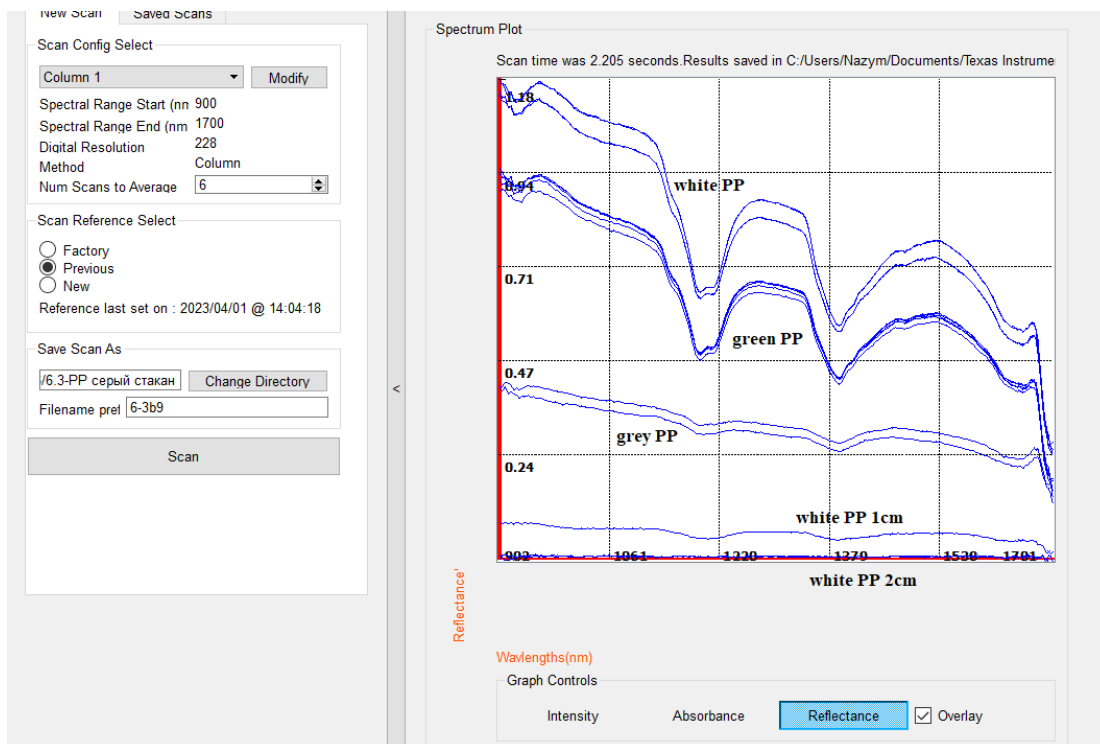 New Scan Saved Scans
Scan Config Select
Column 1 Modify
Spectral Range Start (nn 900
Spectral Range End (nm 1700
Digital Resolution 228
Method Column
Num Scans to Average 6
Scan Reference Select
Factory
Previous
New
Reference last set on : 2023/04/01 @ 14:04:18
Save Scan As
/6.3-PP серый стакан Change Directory
Filename pref 6-3b9
Scan
<
Spectrum Plot
Scan time was 2.205 seconds.Results saved in C:/Users/Nazym/Documents/Texas Instrume
1.18
0.94
0.71
0.47
0.24
white PP
green PP
grey PP
white PP 1cm
902 1061 1220 1379 1538 1701
white PP 2cm
Reflectance'
Wavlengths(nm)
Graph Controls
Intensity Absorbance Reflectance Overlay